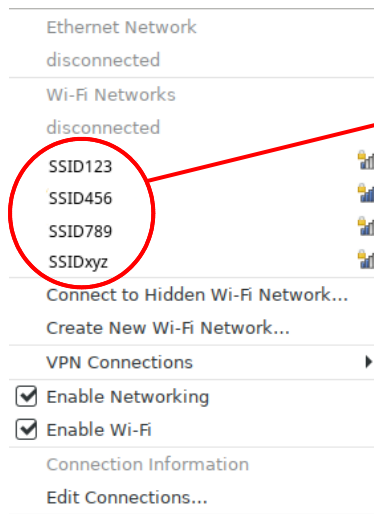 Ethernet Network
disconnected
Wi-Fi Networks
disconnected
SSID123
SSID456
SSID789
SSIDxyz
Connect to Hidden Wi-Fi Network...
Create New Wi-Fi Network...
VPN Connections
Enable Networking
Enable Wi-Fi
Connection Information
Edit Connections...